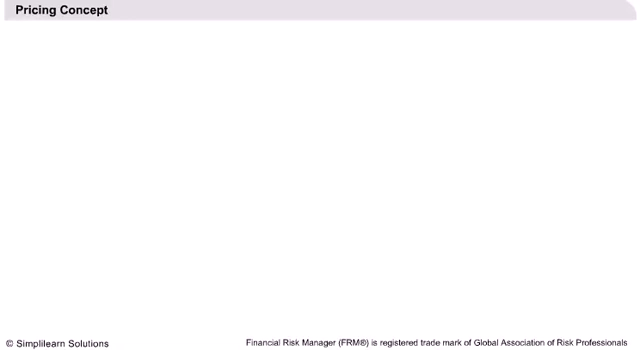 Pricing Concept
© Simplilearn Solutions
Financial Risk Manager (FRM®) is registered trade mark of Global Association of Risk Professionals